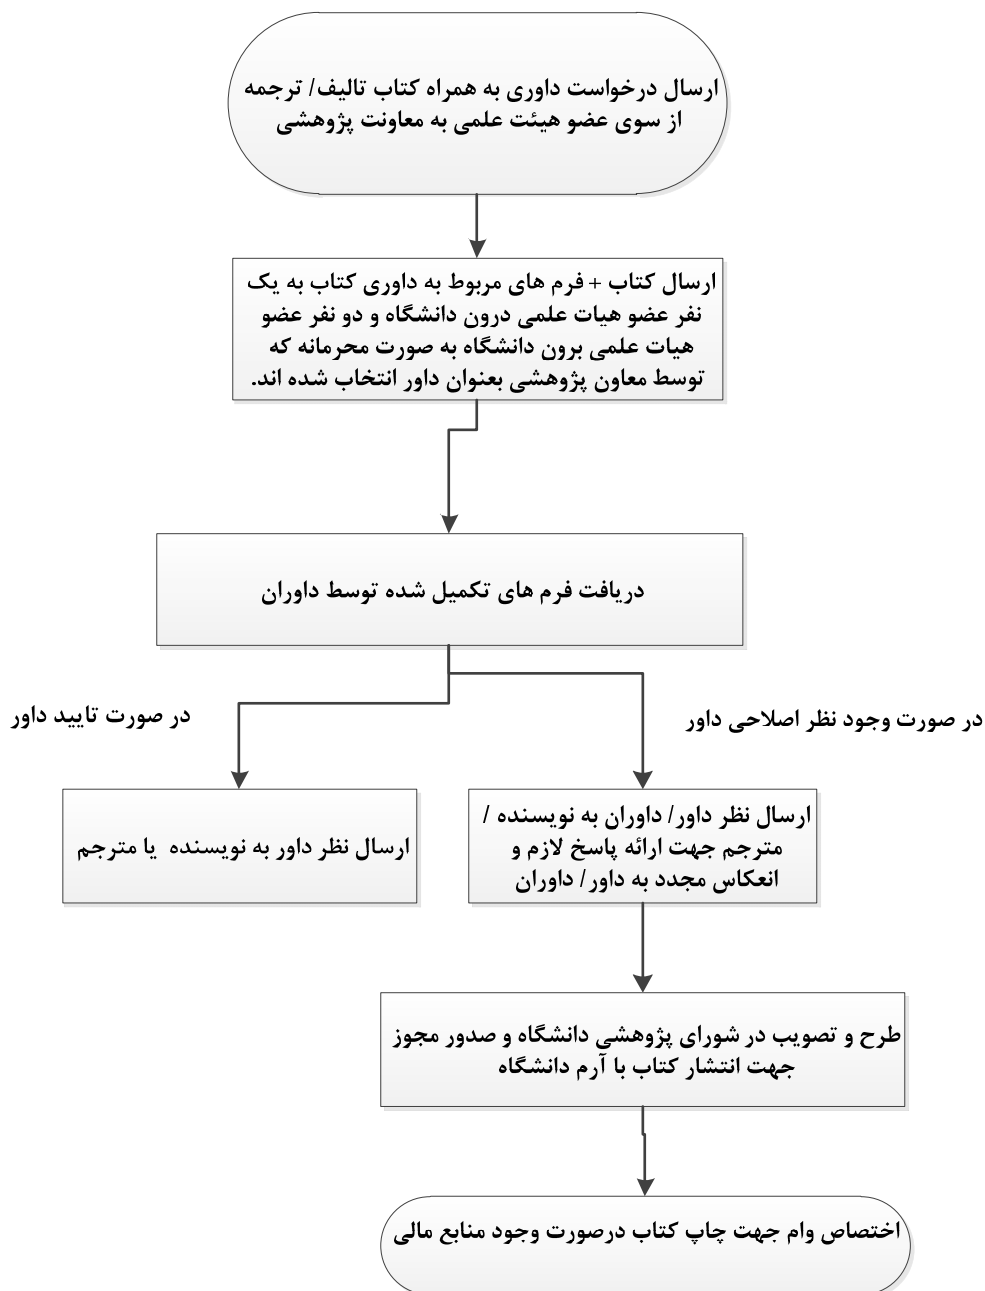 ارسال درخواست داوری به همراه کتاب تالیف/ ترجمه
از سوی عضو هیئت علمی به معاونت پژوهشی
ارسال کتاب + فرم های مربوط به داوری کتاب به یک
نفر عضو هیات علمی درون دانشگاه و دو نفر عضو
هیات علمی برون دانشگاه به صورت محرمانه که
توسط معاون پژوهشی بعنوان داور انتخاب شده اند.
دریافت فرم های تکمیل شده توسط داوران
در صورت وجود نظر اصلاحی داور
در صورت تایید داور
ارسال نظر داور/ داوران به نویسنده /
مترجم جهت ارائه پاسخ لازم و
انعکاس مجدد به داور/ داوران
ارسال نظر داور به نویسنده یا مترجم
طرح و تصویب در شورای پژوهشی دانشگاه و صدور مجوز
جهت انتشار کتاب با آرم دانشگاه
اختصاص وام جهت چاپ کتاب درصورت وجود منابع مالی